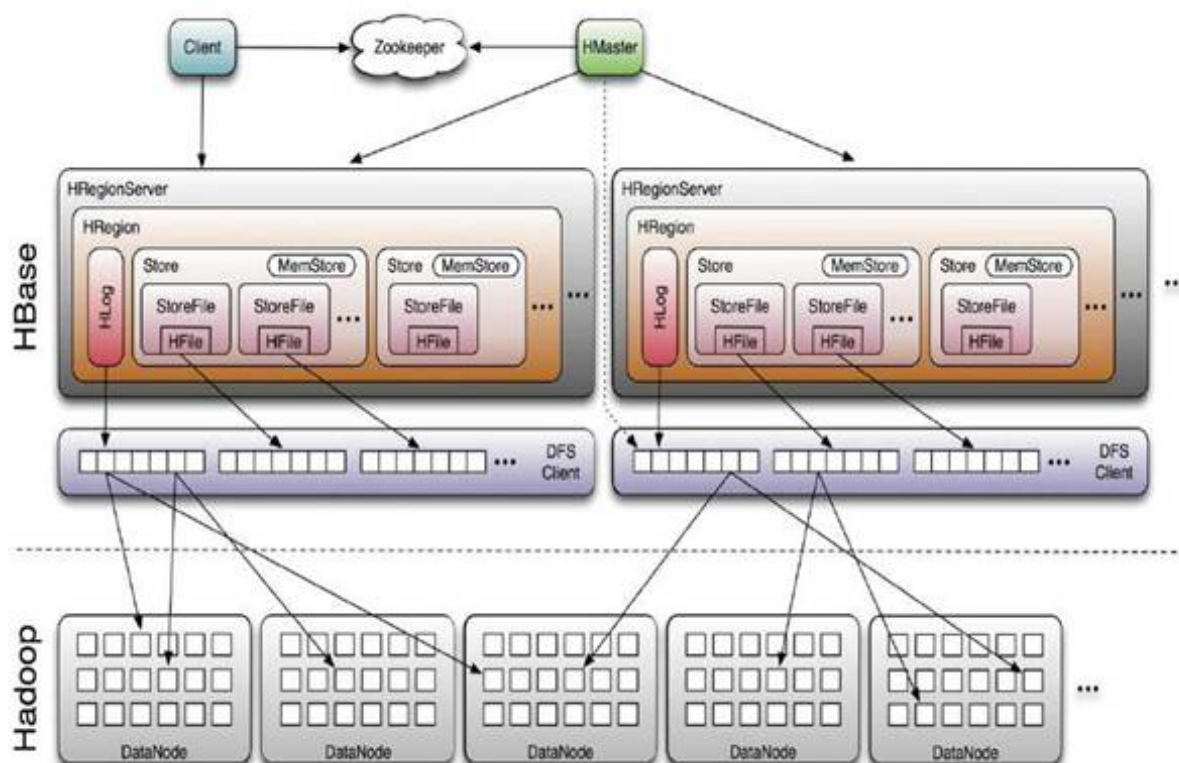 Client
Zookeeper
HMaster
HBase
HRegionServer
HRegion
HLog
Store
MemStore
StoreFile
HFile
StoreFile
HFile
...
Store
MemStore
StoreFile
HFile
...
...
HRegionServer
HRegion
HLog
Store
MemStore
StoreFile
HFile
StoreFile
HFile
...
Store
MemStore
StoreFile
HFile
...
...
...
...
DFS
Client
...
DFS
Client
Hadoop
DataNode
DataNode
DataNode
DataNode
DataNode
...